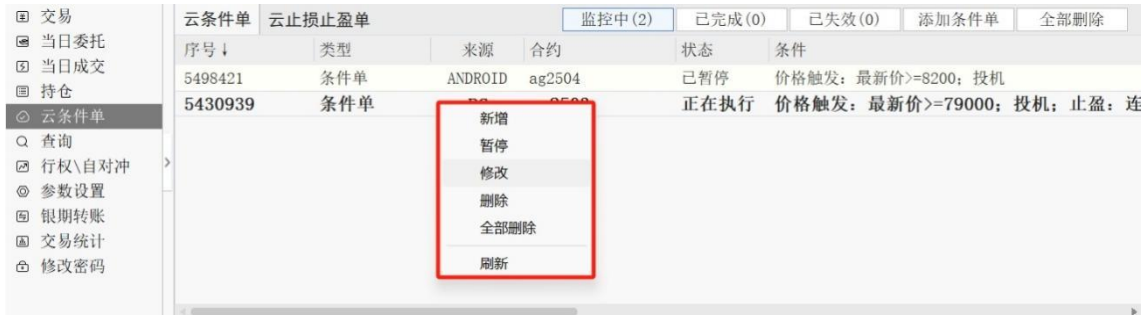 交易
当日委托
当日成交
持仓
云条件单
查询
行权\自对冲
参数设置
银期转账
交易统计
修改密码
云条件单 云止损止盈单 监控中(2) 已完成(0) 已失效(0) 添加条件单 全部删除
序号↓ 类型 来源 合约 状态 条件
5498421 条件单 ANDROID ag2504 已暂停 价格触发: 最新价>=8200; 投机
5430939 条件单 正在执行 价格触发: 最新价>=79000; 投机; 止盈: 连
新增
暂停
修改
删除
全部删除
刷新